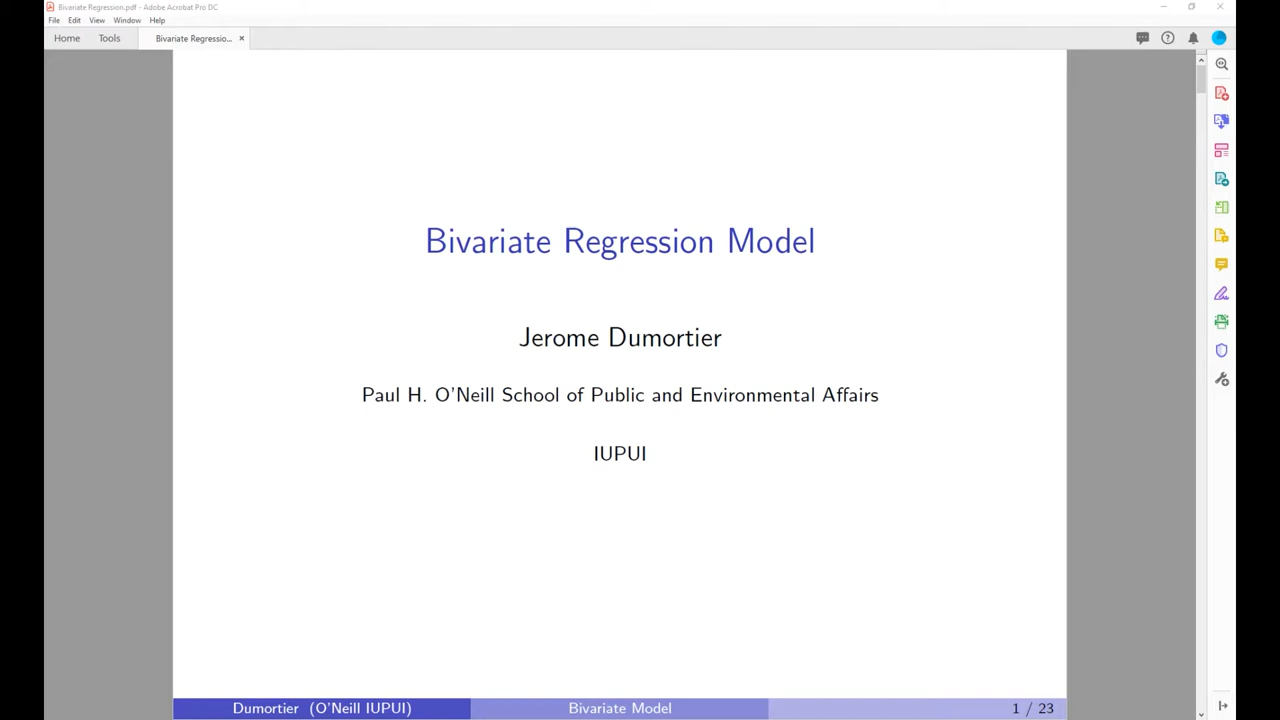 Bivariate Regression.pdf - Adobe Acrobat Pro DC
File Edit View Window Help
Home Tools Bivariate Regressio... ×
Bivariate Regression Model
Jerome Dumortier
Paul H. O'Neill School of Public and Environmental Affairs
IUPUI
Dumortier (O'Neill IUPUI) Bivariate Model 1 / 23